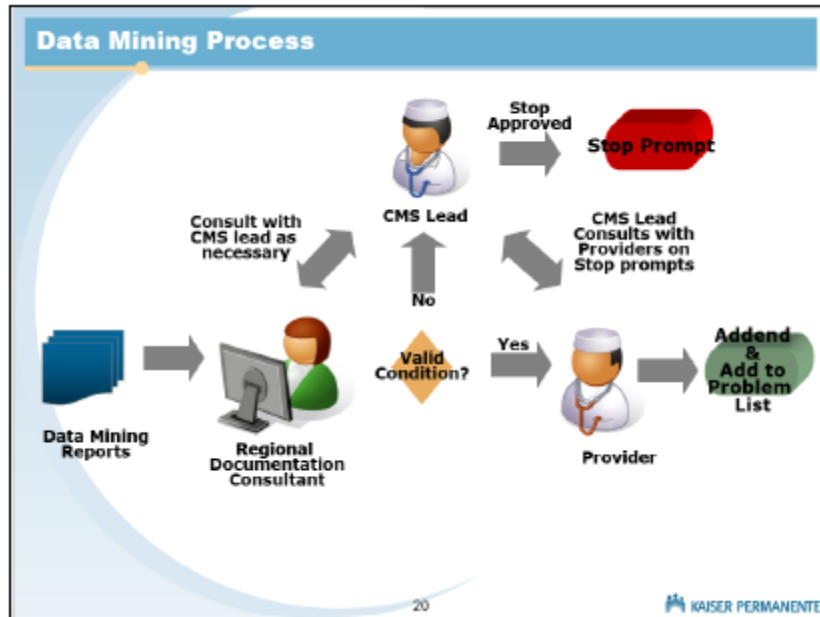 Data Mining Process
Stop
Approved
Stop Prompt
CMS Lead
Consult with
CMS lead as
necessary
CMS Lead
Consults with
Providers on
Stop prompts
No
Valid
Condition?
Yes
Addend
&
Add to
Problem
List
Data Mining
Reports
Regional
Documentation
Consultant
Provider
20
KAISER PERMANENTE